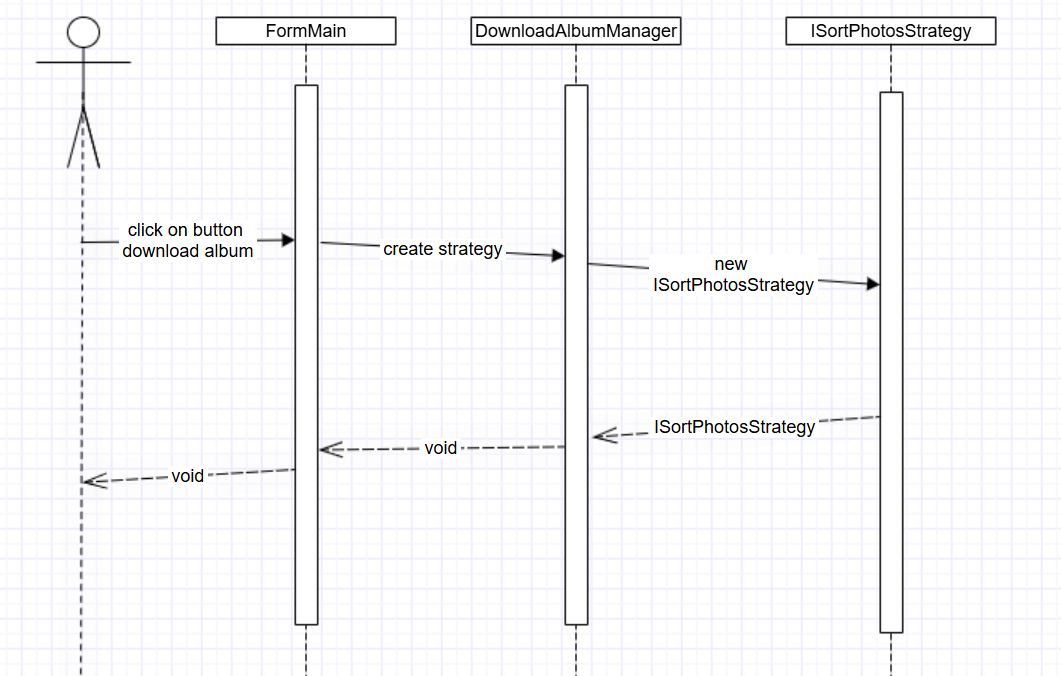 FormMain
DownloadAlbumManager
ISortPhotosStrategy
click on button
download album
create strategy
new
ISortPhotosStrategy
ISortPhotosStrategy
void
void